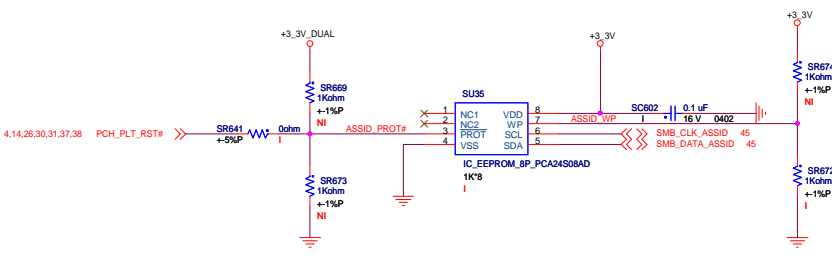 +3_3V
+3_3V_DUAL
+3_3V
SR669
1Kohm
+-1%P
NI
SR674
1Kohm
+-1%P
NI
SU35
SC602
0.1 uF
I
16 V
0402
1
NC1
VDD
8
2
NC2
WP
7
ASSID_WP
3
PROT
SCL
6
SMB_CLK_ASSID
45
4
VSS
SDA
5
SMB_DATA_ASSID
45
4,14,26,30,31,37,38
PCH_PLT_RST#
SR641
0ohm
+-5%P
I
ASSID_PROT#
IC_EEPROM_8P_PCA24S08AD
1K*8
I
SR673
1Kohm
+-1%P
NI
SR672
1Kohm
+-1%P
I